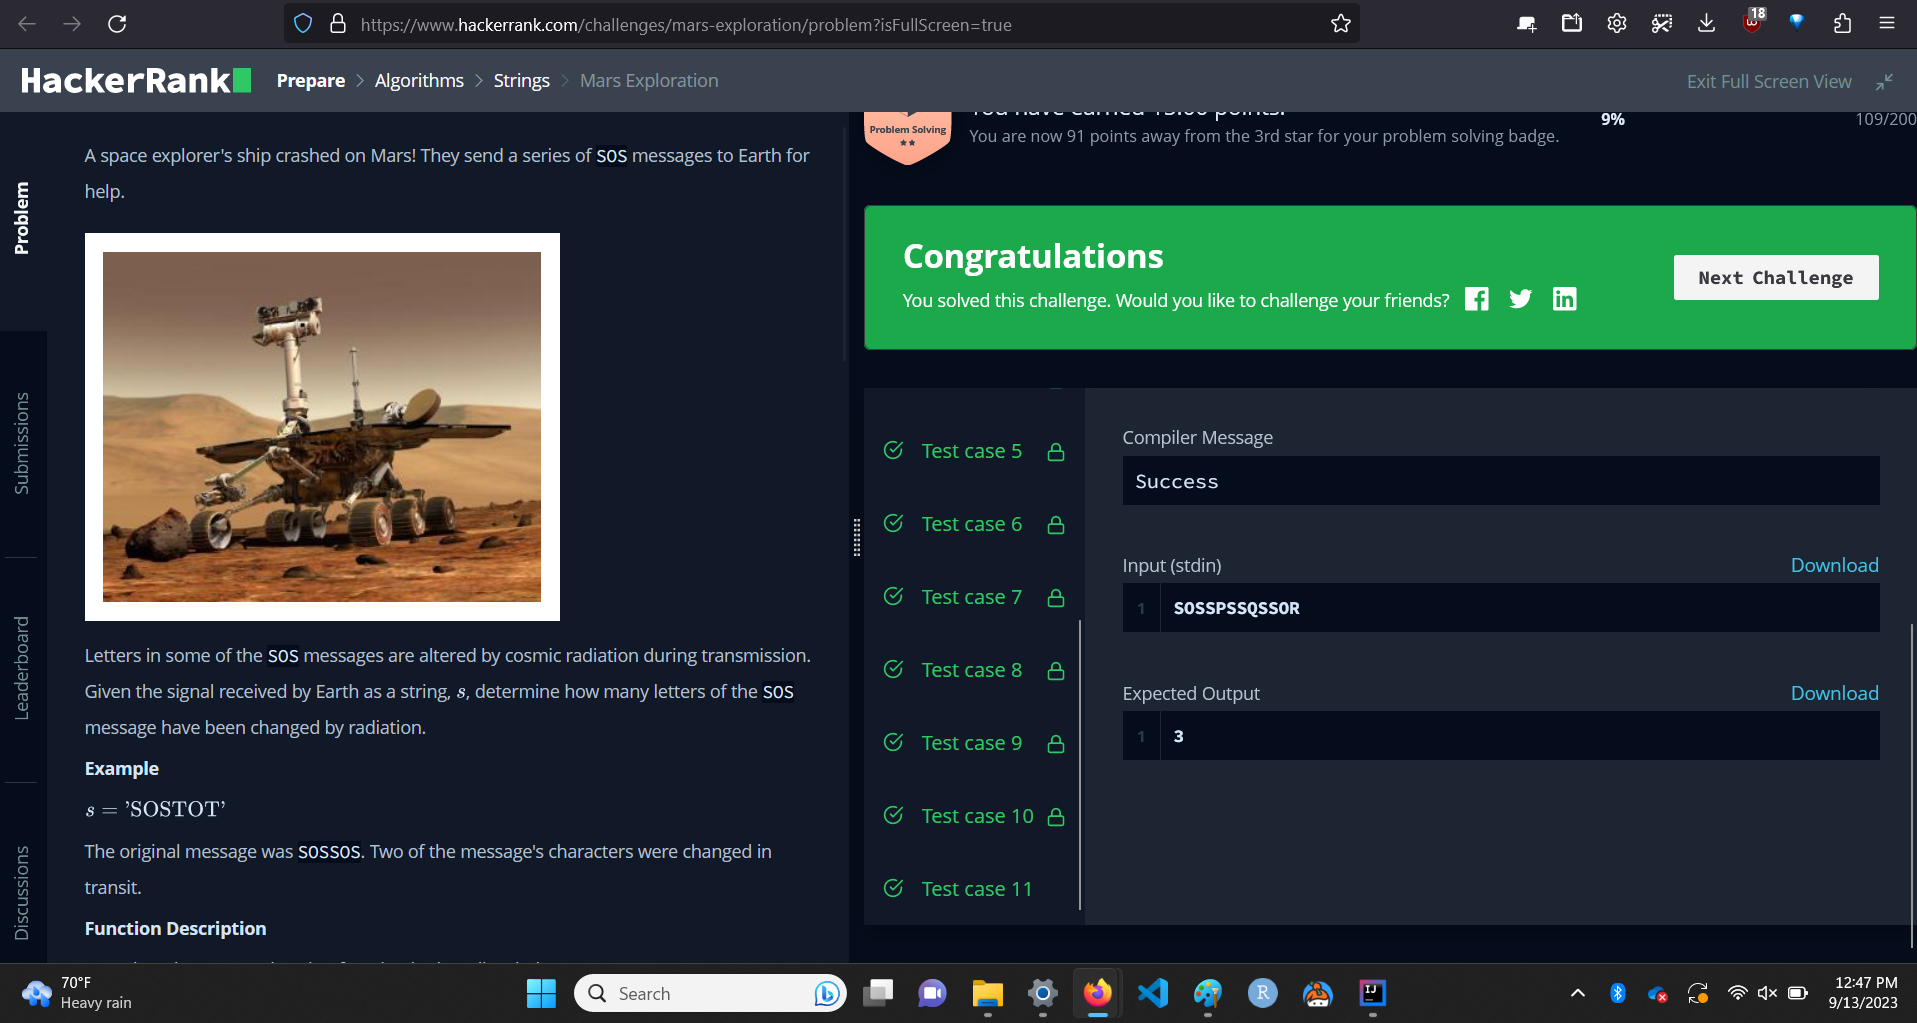 https://www.hackerrank.com/challenges/mars-exploration/problem?isFullScreen=true
18
HackerRank
Prepare > Algorithms > Strings > Mars Exploration
Exit Full Screen View
Problem
Submissions
Leaderboard
Discussions
A space explorer's ship crashed on Mars! They send a series of SOS messages to Earth for
help.
Letters in some of the SOS messages are altered by cosmic radiation during transmission.
Given the signal received by Earth as a string, s, determine how many letters of the SOS
message have been changed by radiation.
Example
s = 'SOSTOT'
The original message was SOSSOS. Two of the message's characters were changed in
transit.
Function Description
Problem Solving
You have earned 15.00 points!
You are now 91 points away from the 3rd star for your problem solving badge.
9%
109/200
Congratulations
You solved this challenge. Would you like to challenge your friends?
Next Challenge
Test case 5
Test case 6
Test case 7
Test case 8
Test case 9
Test case 10
Test case 11
Compiler Message
Success
Input (stdin)
Download
1 SOSSPSSQSSOR
Expected Output
Download
1 3
70°F
Heavy rain
Search
R
IJ
12:47 PM
9/13/2023